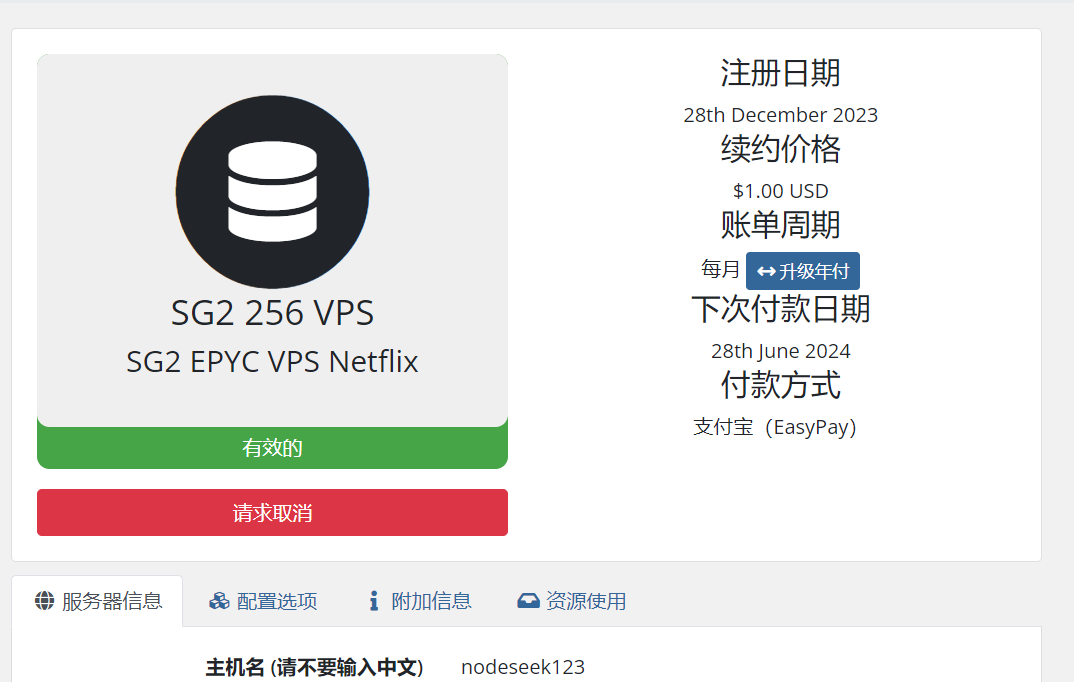 SG2 256 VPS
SG2 EPYC VPS Netflix
有效的
请求取消
注册日期
28th December 2023
续约价格
$1.00 USD
账单周期
每月 升级年付
下次付款日期
28th June 2024
付款方式
支付宝（EasyPay）
服务器信息 配置选项 附加信息 资源使用
主机名 (请不要输入中文) nodeseek123